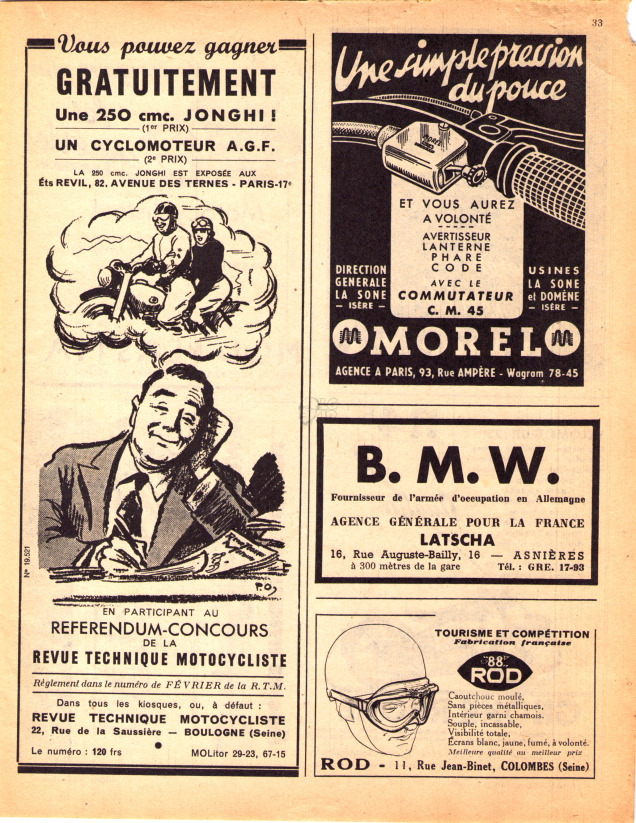 33
Vous pouvez gagner
GRATUITEMENT
Une 250 cmc. JONGHI !
(1er PRIX)
UN CYCLOMOTEUR A.G.F.
(2e PRIX)
LA 250 cmc. JONGHI EST EXPOSÉE AUX
Éts REVIL, 82, AVENUE DES TERNES - PARIS-17e
P.O.
N° 19.521
EN PARTICIPANT AU
REFERENDUM-CONCOURS
DE LA
REVUE TECHNIQUE MOTOCYCLISTE
Règlement dans le numéro de FÉVRIER de la R.T.M.
Dans tous les kiosques, ou, à défaut :
REVUE TECHNIQUE MOTOCYCLISTE
22, Rue de la Saussière — BOULOGNE (Seine)
Le numéro : 120 frs
MOLitor 29-23, 67-15
Une simple pression
du pouce
MOREL
ET VOUS AUREZ
A VOLONTÉ
AVERTISSEUR
LANTERNE
PHARE
CODE
AVEC LE
COMMUTATEUR
C. M. 45
DIRECTION
GENERALE
LA SONE
— ISÈRE —
USINES
LA SONE
et DOMÈNE
— ISÈRE —
M MOREL M
AGENCE A PARIS, 93, Rue AMPÈRE - Wagram 78-45
B. M. W.
Fournisseur de l'armée d'occupation en Allemagne
AGENCE GÉNÉRALE POUR LA FRANCE
LATSCHA
16, Rue Auguste-Bailly, 16 — ASNIÈRES
à 300 mètres de la gare
Tél. : GRE. 17-93
TOURISME ET COMPÉTITION
Fabrication française
"88"
ROD
Caoutchouc moulé,
Sans pièces métalliques,
Intérieur garni chamois.
Souple, incassable,
Visibilité totale,
Écrans blanc, jaune, fumé, à volonté.
Meilleure qualité au meilleur prix
ROD - 11, Rue Jean-Binet, COLOMBES (Seine)